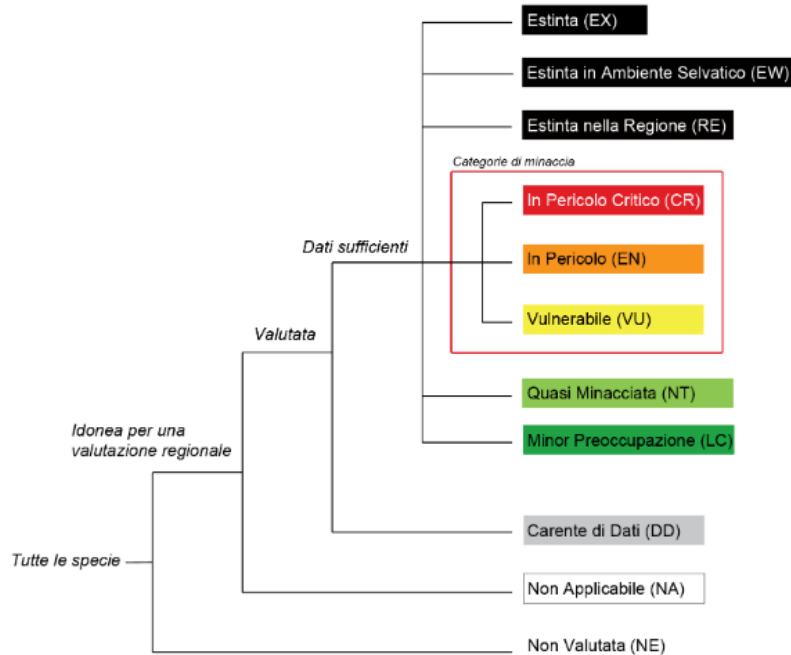 Estinta (EX)
Estinta in Ambiente Selvatico (EW)
Estinta nella Regione (RE)
Categorie di minaccia
In Pericolo Critico (CR)
Dati sufficienti
In Pericolo (EN)
Vulnerabile (VU)
Valutata
Quasi Minacciata (NT)
Idonea per una
valutazione regionale
Minor Preoccupazione (LC)
Carente di Dati (DD)
Tutte le specie
Non Applicabile (NA)
Non Valutata (NE)